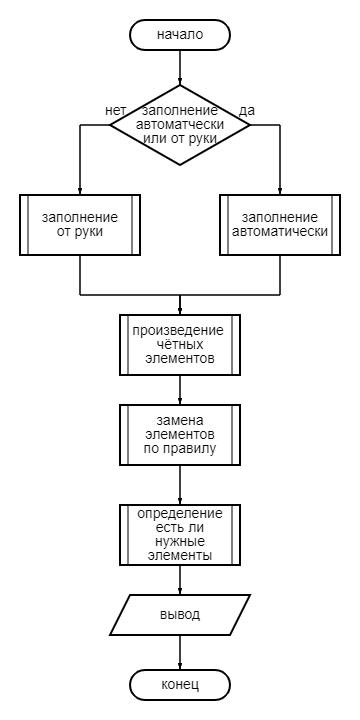 начало
нет
заполнение
да
автоматчески
или от руки
заполнение
от руки
заполнение
автоматически
произведение
чётных
элементов
замена
элементов
по правилу
определение
есть ли
нужные
элементы
вывод
конец